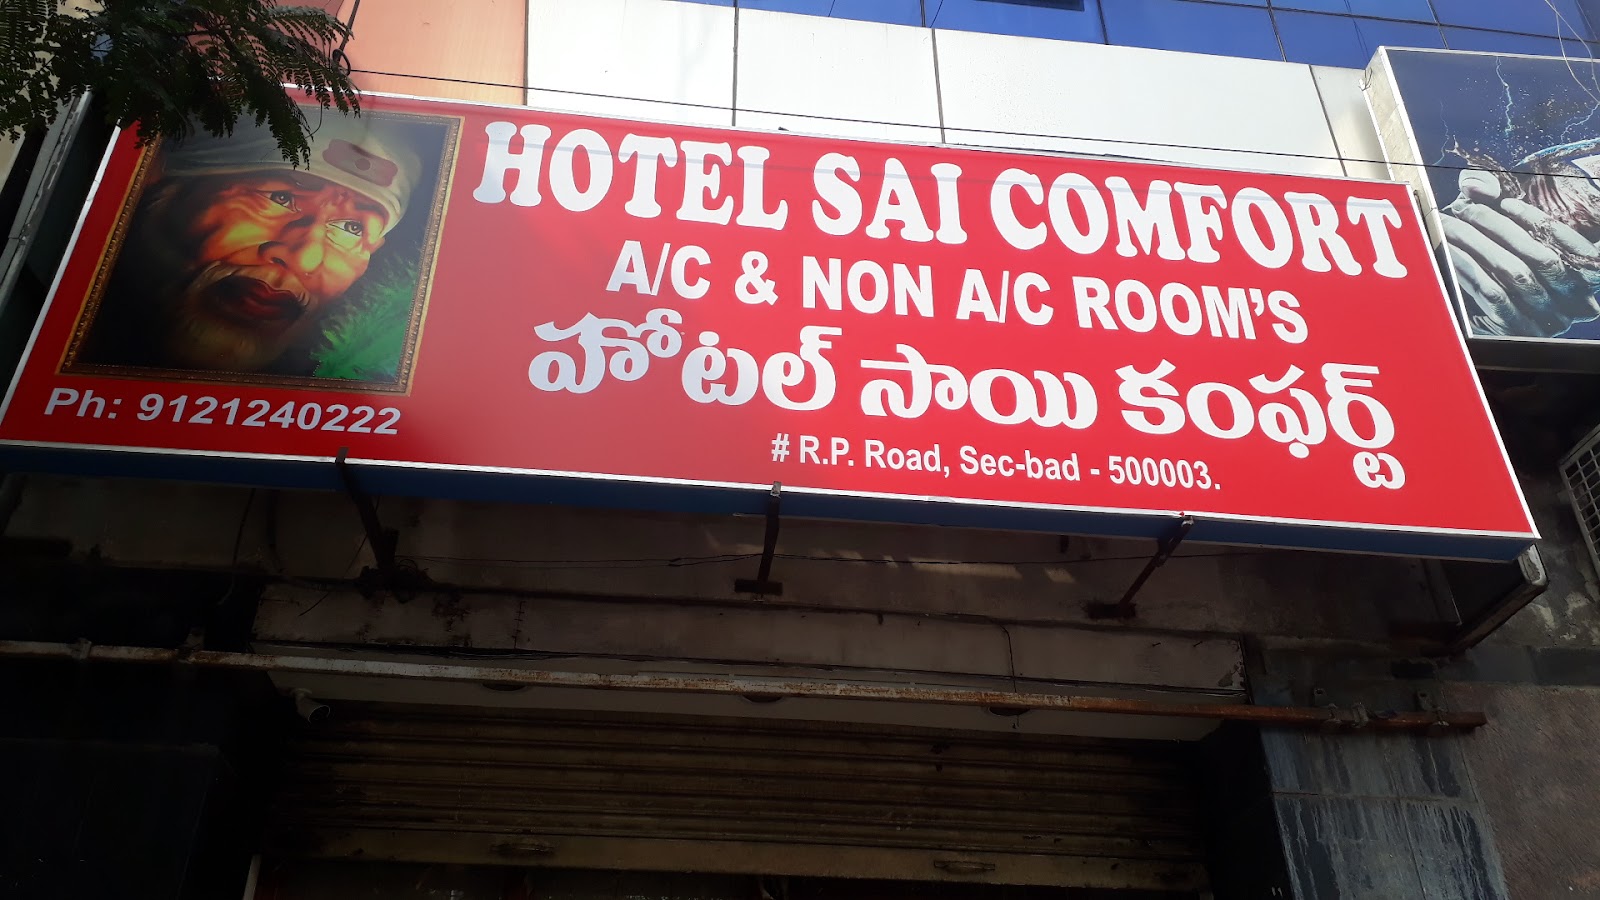 HOTEL SAI COMFORT
A/C & NON A/C ROOM'S
హోటల్ సాయి కంఫర్ట్
Ph: 9121240222
# R.P. Road, Sec-bad - 500003.